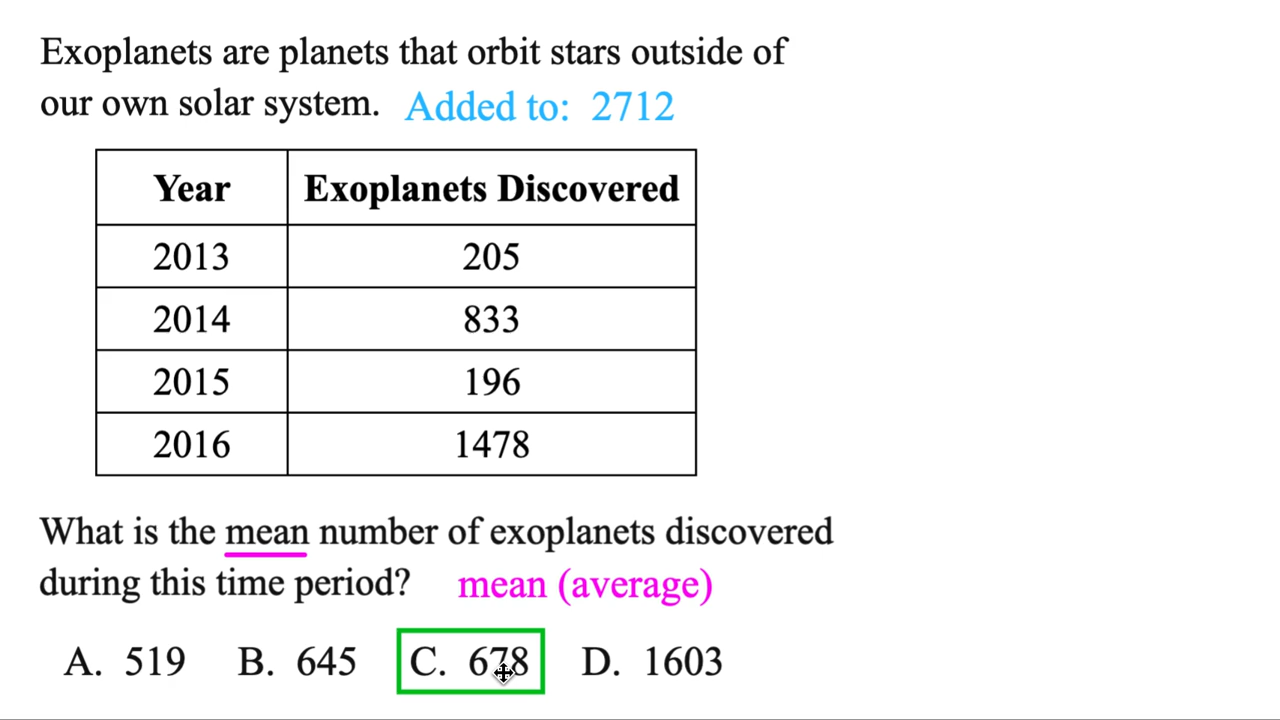 Exoplanets are planets that orbit stars outside of
our own solar system. Added to: 2712
Year Exoplanets Discovered
2013 205
2014 833
2015 196
2016 1478
What is the mean number of exoplanets discovered
during this time period? mean (average)
A. 519 B. 645 C. 678 D. 1603